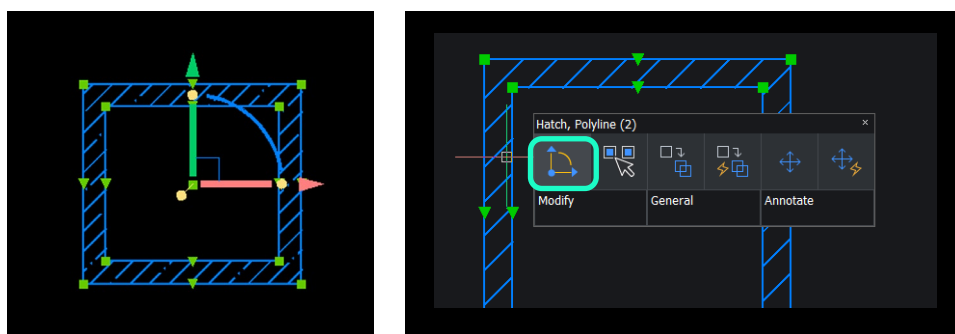 Hatch, Polyline (2)
×
Modify
General
Annotate